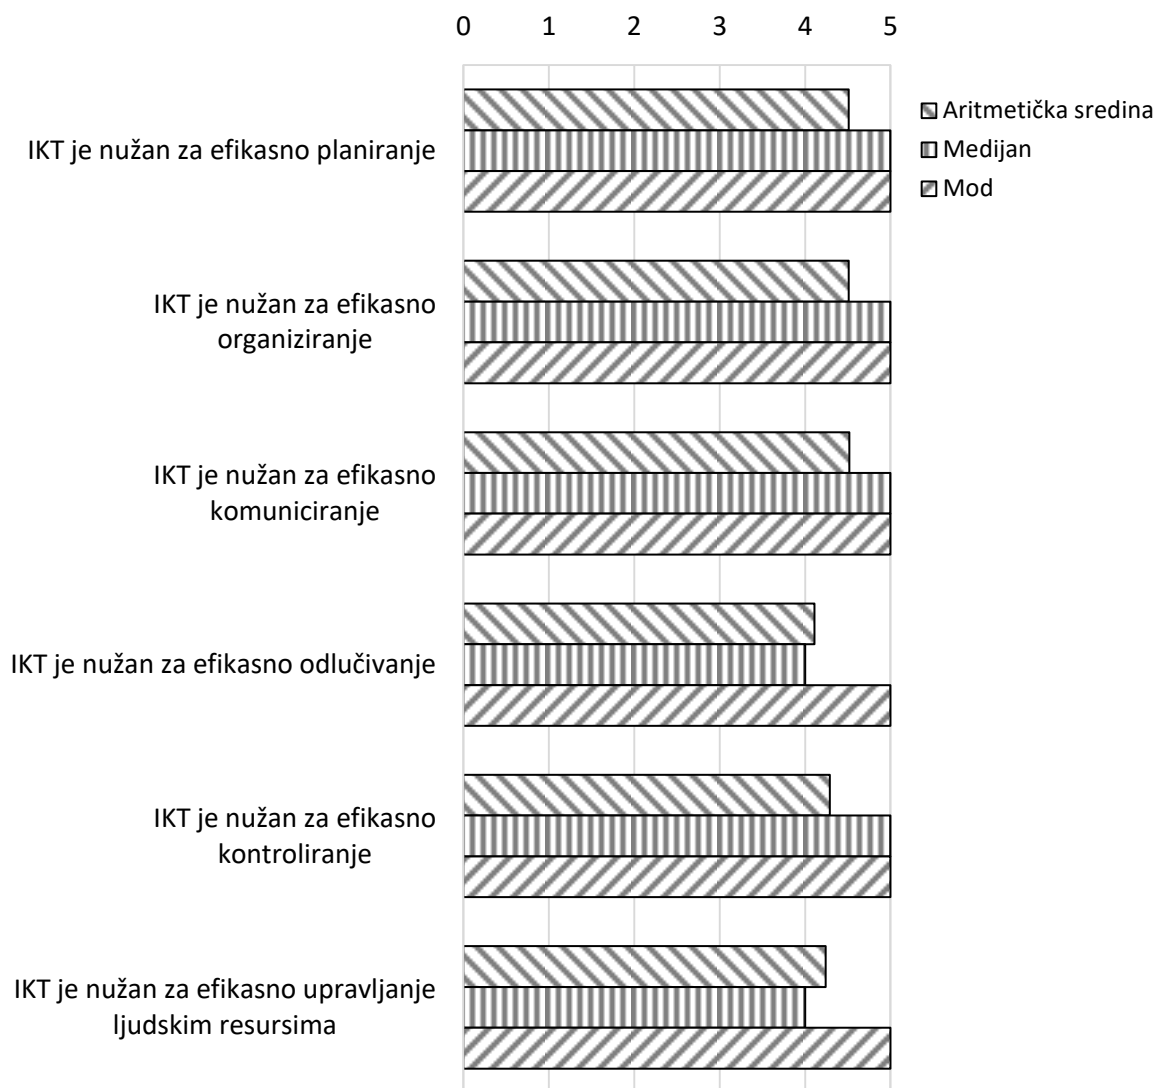 0 1 2 3 4 5
Aritmetička sredina
Medijan
Mod
IKT je nužan za efikasno planiranje
IKT je nužan za efikasno
organiziranje
IKT je nužan za efikasno
komuniciranje
IKT je nužan za efikasno odlučivanje
IKT je nužan za efikasno
kontroliranje
IKT je nužan za efikasno upravljanje
ljudskim resursima